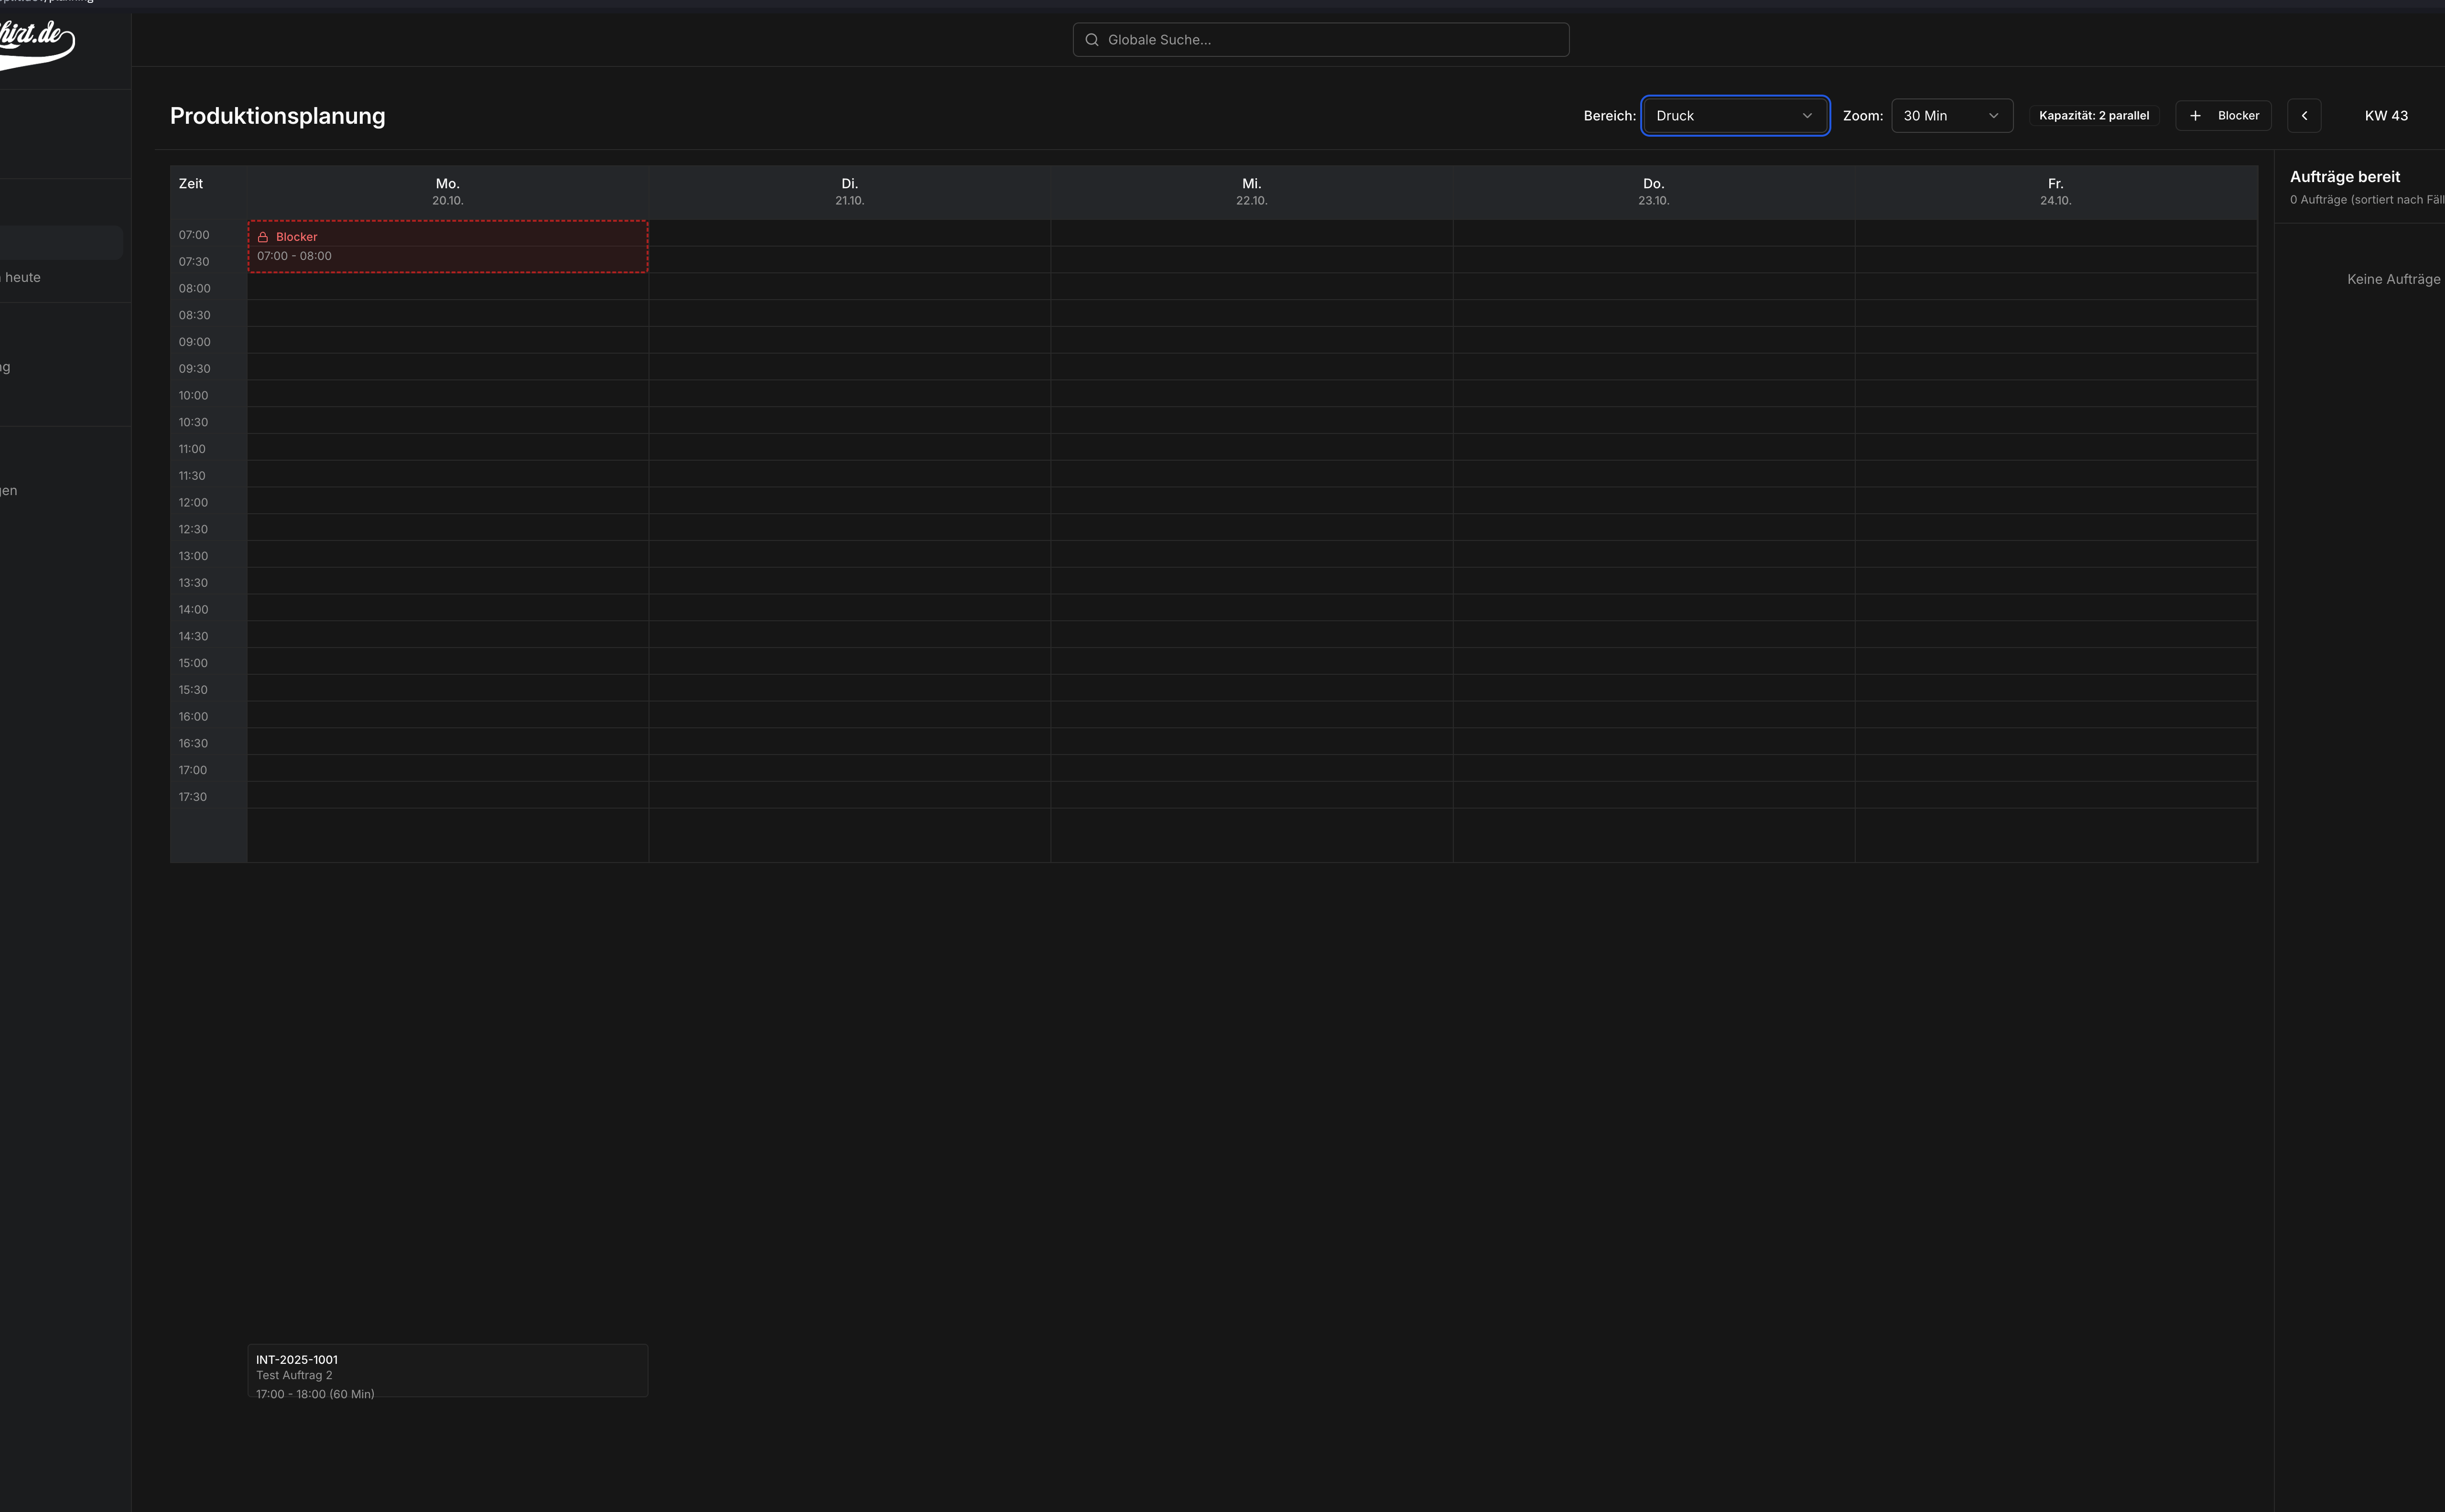 hirt.de
Globale Suche...
Produktionsplanung
Bereich: Druck Zoom: 30 Min Kapazität: 2 parallel + Blocker KW 43
Zeit Mo. Di. Mi. Do. Fr.
20.10. 21.10. 22.10. 23.10. 24.10.
Aufträge bereit
0 Aufträge (sortiert nach Fäll
Keine Aufträge
heute
ng
gen
07:00
Blocker
07:00 - 08:00
07:30
08:00
08:30
09:00
09:30
10:00
10:30
11:00
11:30
12:00
12:30
13:00
13:30
14:00
14:30
15:00
15:30
16:00
16:30
17:00
17:30
INT-2025-1001
Test Auftrag 2
17:00 - 18:00 (60 Min)